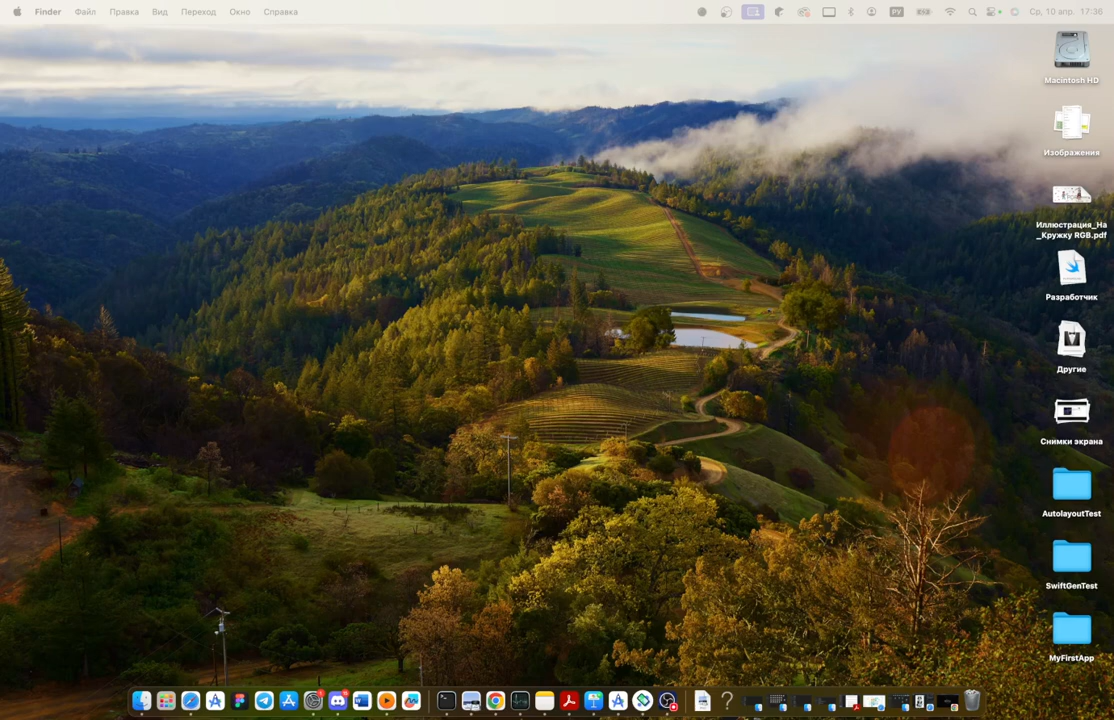 Finder Файл Правка Вид Переход Окно Справка РУ Ср, 10 апр. 17:36
Macintosh HD
Изображения
Иллюстрация_На
_Кружку RGB.pdf
Разработчик
Другие
Снимки экрана
AutolayoutTest
SwiftGenTest
MyFirstApp